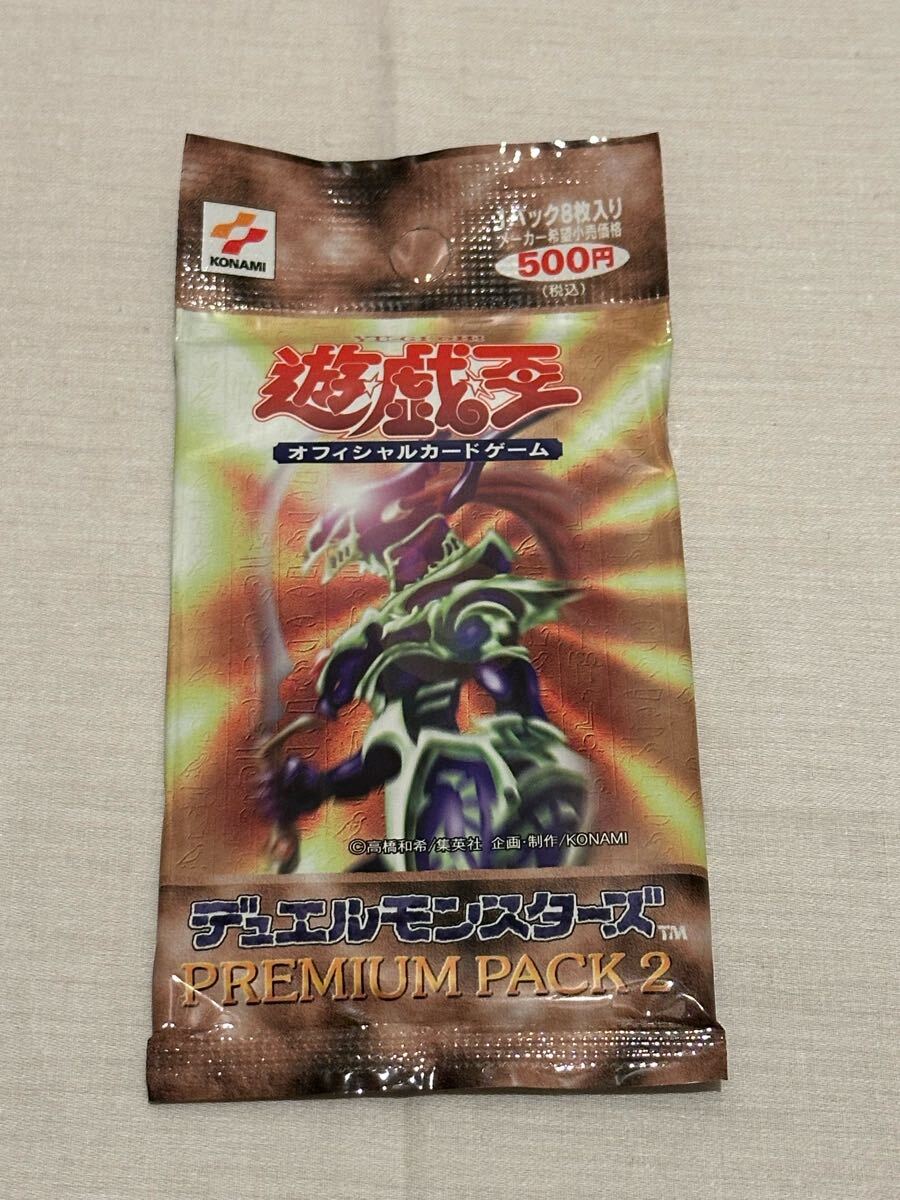 KONAMI
1パック8枚入り
メーカー希望小売価格
500円
(税込)
YU-GI-OH!
遊戯王
オフィシャルカードゲーム
©高橋和希/集英社 企画・制作/KONAMI
デュエルモンスターズ™
PREMIUM PACK 2